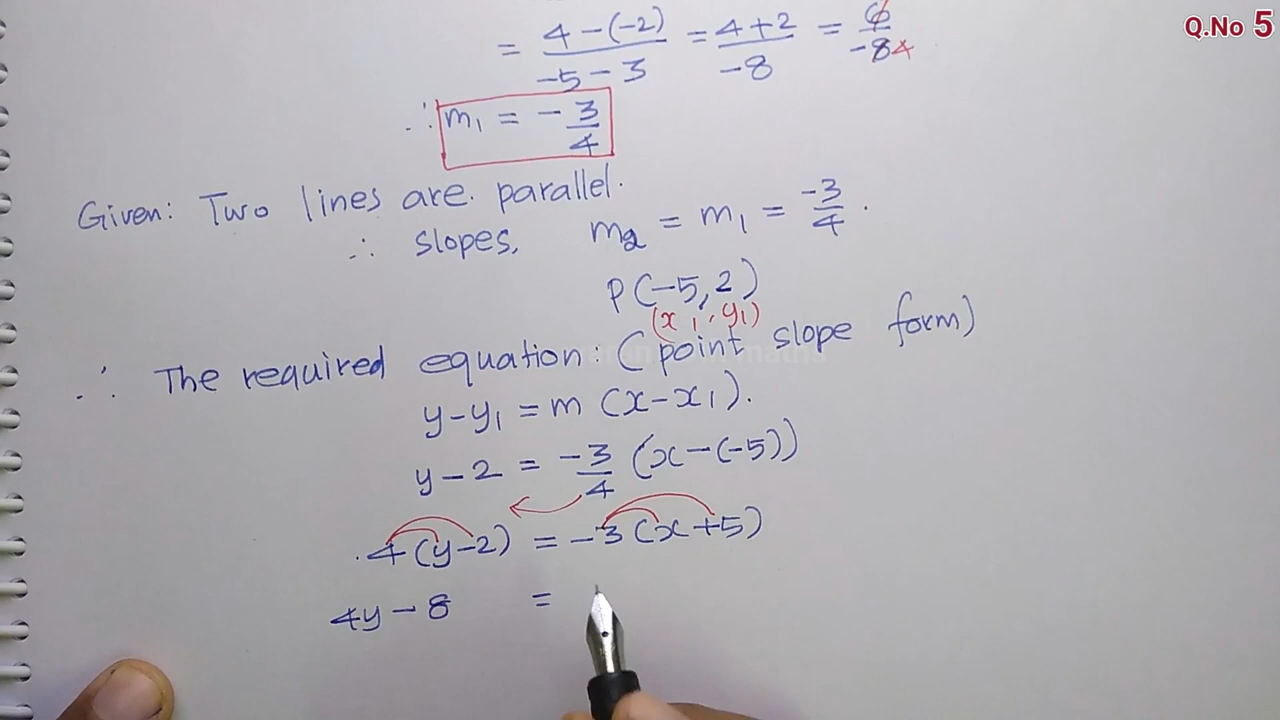 Q.No 5
= 4-(-2)/-5-3 = 4+2/-8 = 6/-8 4
∴ m₁ = -3/4
Given: Two lines are parallel.
∴ slopes, m₂ = m₁ = -3/4.
P(-5,2)
(x₁, y₁)
∴ The required equation: (point slope form)
y-y₁ = m (x-x₁).
y-2 = -3/4 (x-(-5))
4(y-2) = -3(x+5)
4y-8 =